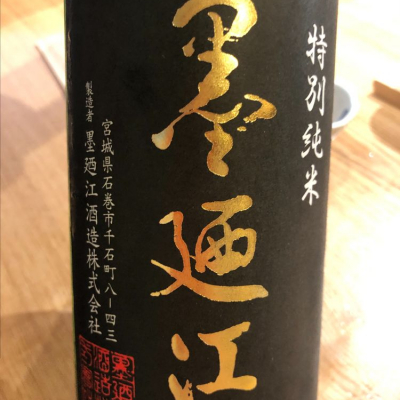 特別純米
墨廼江
宮城県石巻市千石町八ー四三
製造者 墨廼江酒造株式会社